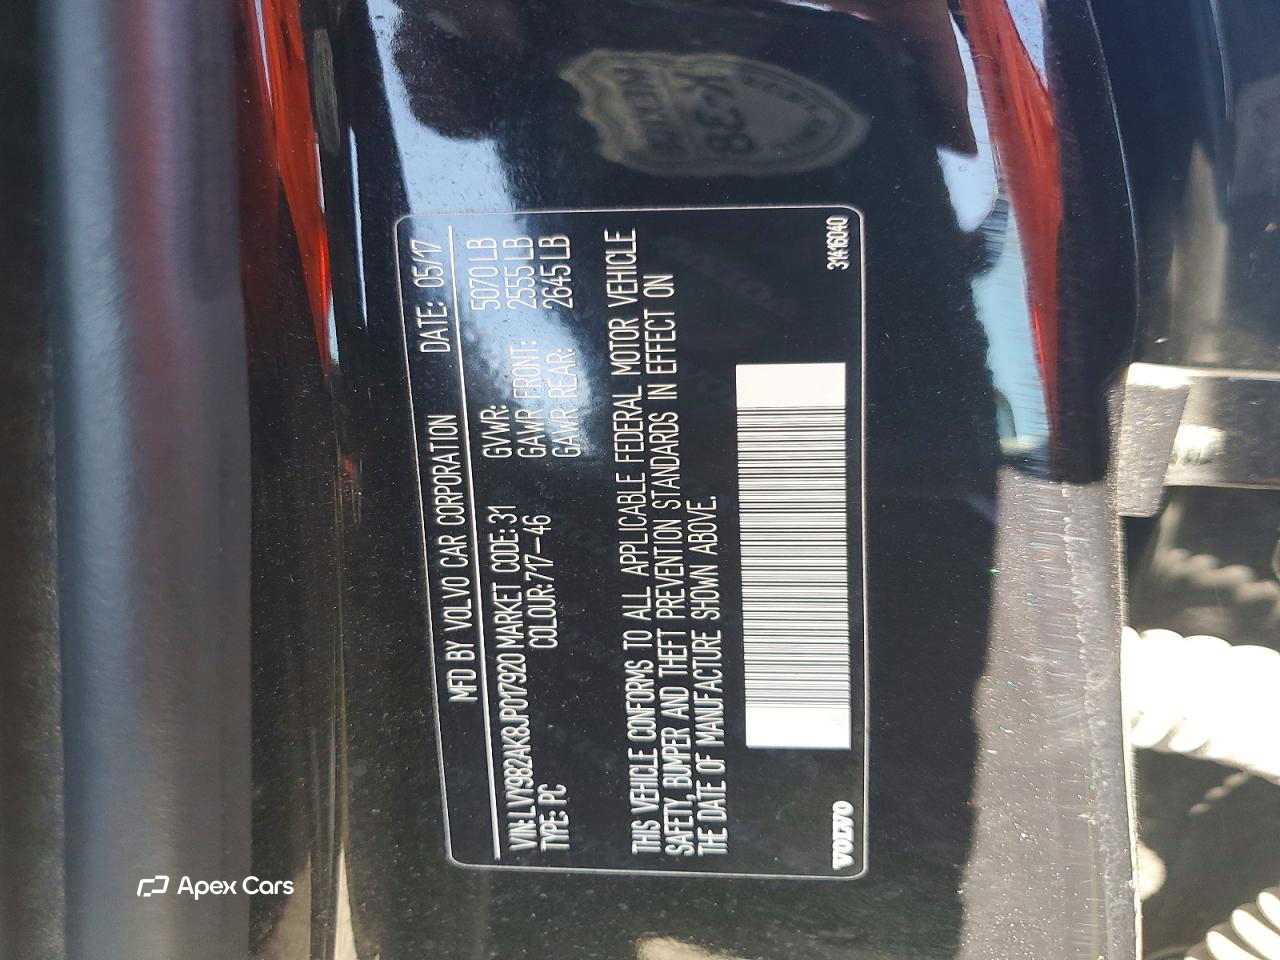 MFD BY VOLVO CAR CORPORATION DATE: 05/17
VIN: LVY982AK8JP017920 MARKET CODE: 31 GVWR: 5070 LB
TYPE: PC COLOUR: 717-46 GAWR FRONT: 2555 LB
GAWR REAR: 2645 LB
THIS VEHICLE CONFORMS TO ALL APPLICABLE FEDERAL MOTOR VEHICLE
SAFETY, BUMPER AND THEFT PREVENTION STANDARDS IN EFFECT ON
THE DATE OF MANUFACTURE SHOWN ABOVE.
VOLVO 31416040
Apex Cars